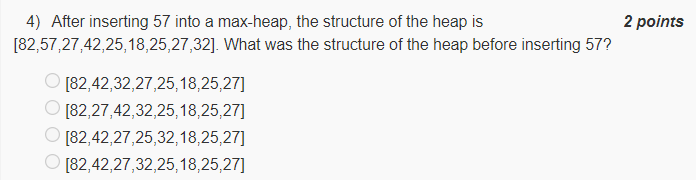 4) After inserting 57 into a max-heap, the structure of the heap is 2 points
[82,57,27,42,25,18,25,27,32]. What was the structure of the heap before inserting 57?
[82,42,32,27,25,18,25,27]
[82,27,42,32,25,18,25,27]
[82,42,27,25,32,18,25,27]
[82,42,27,32,25,18,25,27]